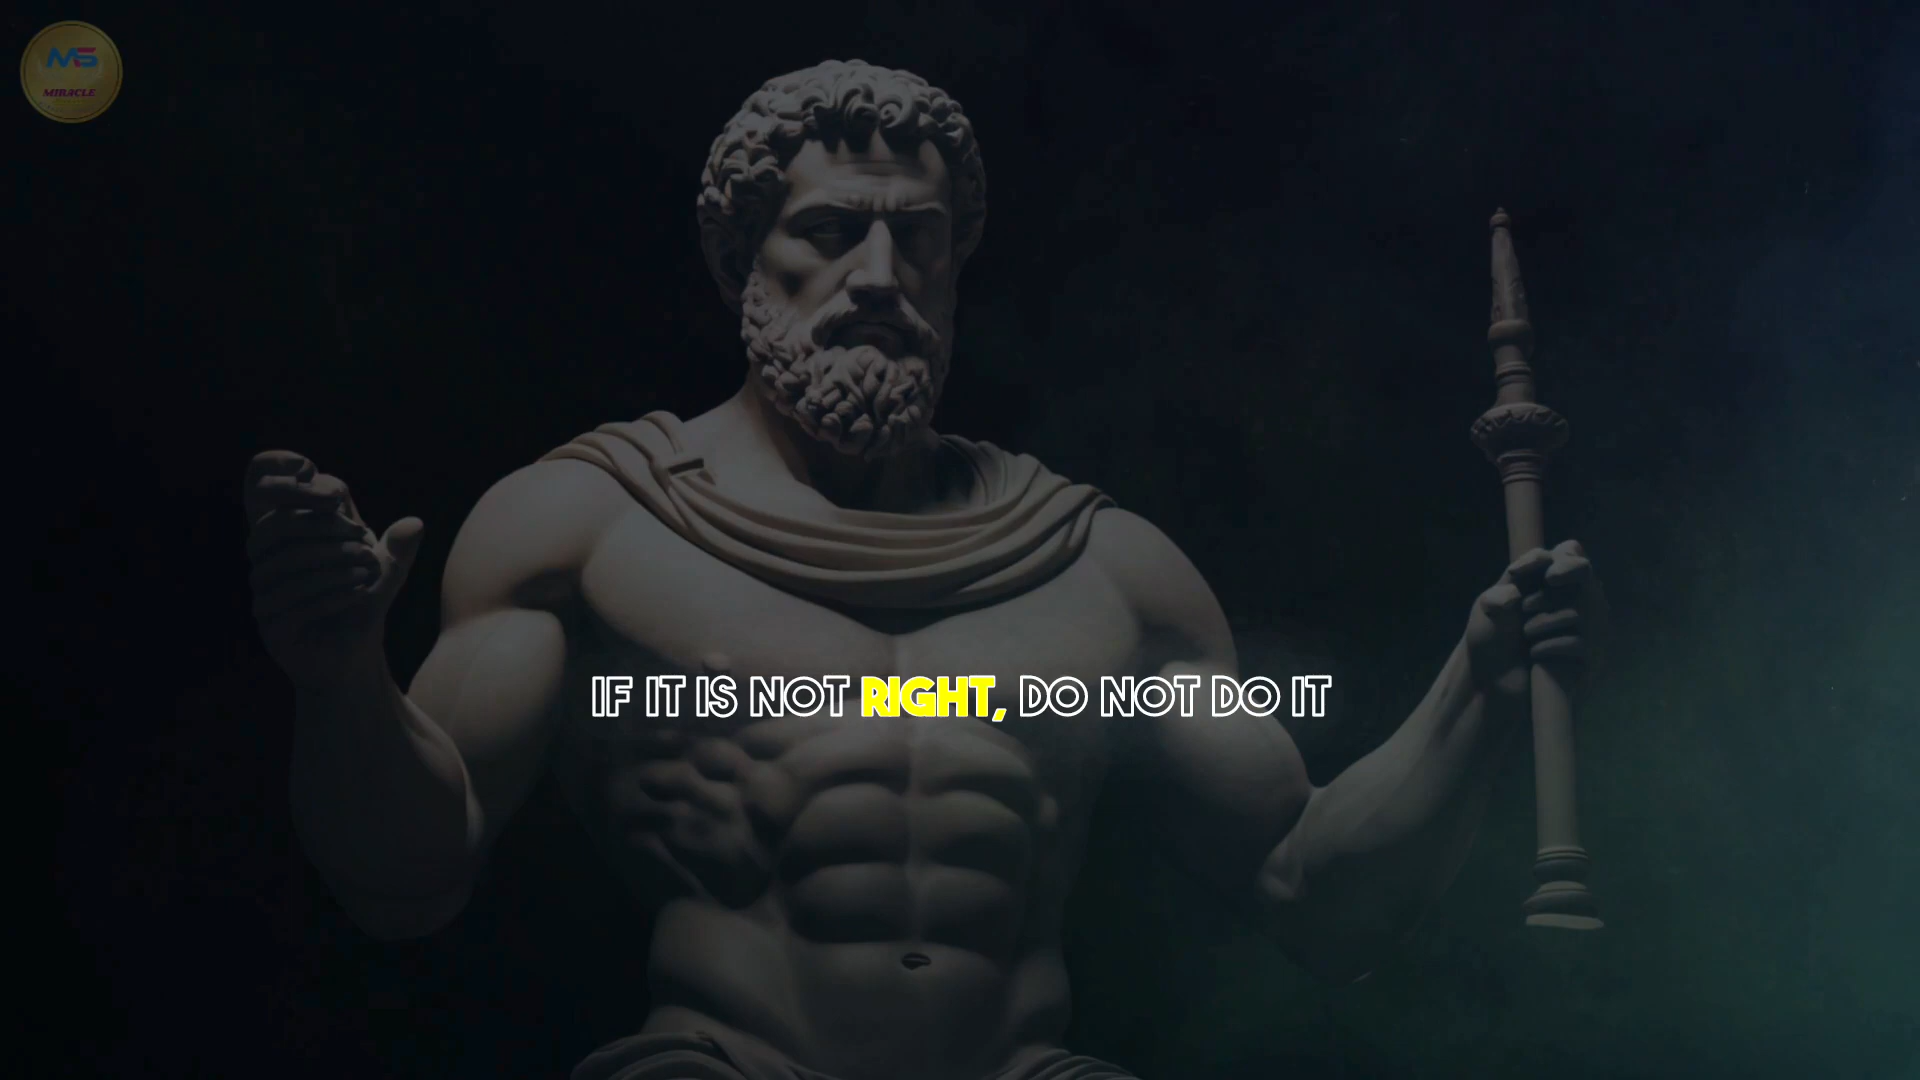 MS
MIRACLE
IF IT IS NOT RIGHT, DO NOT DO IT